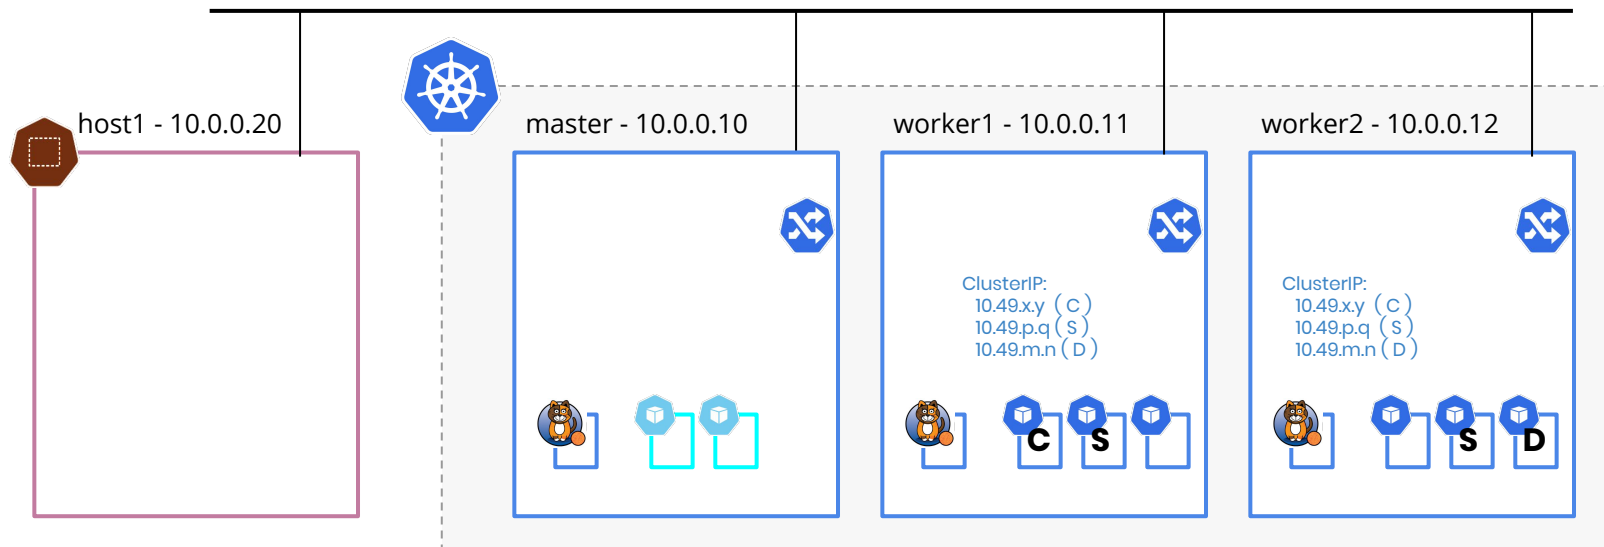 host1 - 10.0.0.20
master - 10.0.0.10
worker1 - 10.0.0.11
worker2 - 10.0.0.12
ClusterIP:
10.49.x.y ( C )
10.49.p.q ( S )
10.49.m.n ( D )
ClusterIP:
10.49.x.y ( C )
10.49.p.q ( S )
10.49.m.n ( D )
C
S
S
D